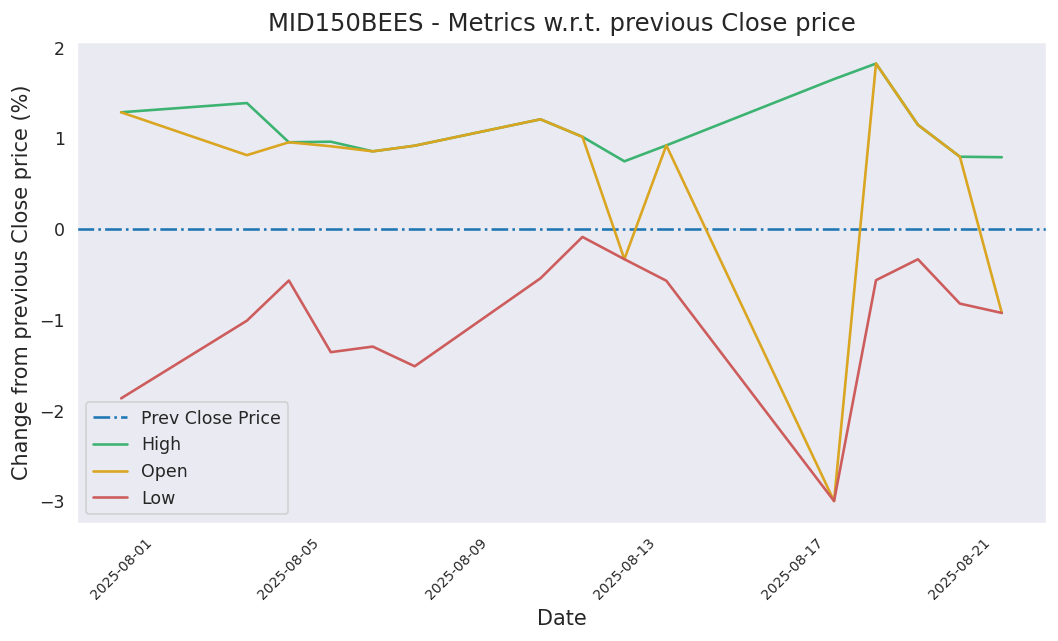 MID150BEES - Metrics w.r.t. previous Close price
Change from previous Close price (%)
2
1
0
−1
−2
−3
Prev Close Price
High
Open
Low
2025-08-01
2025-08-05
2025-08-09
2025-08-13
2025-08-17
2025-08-21
Date